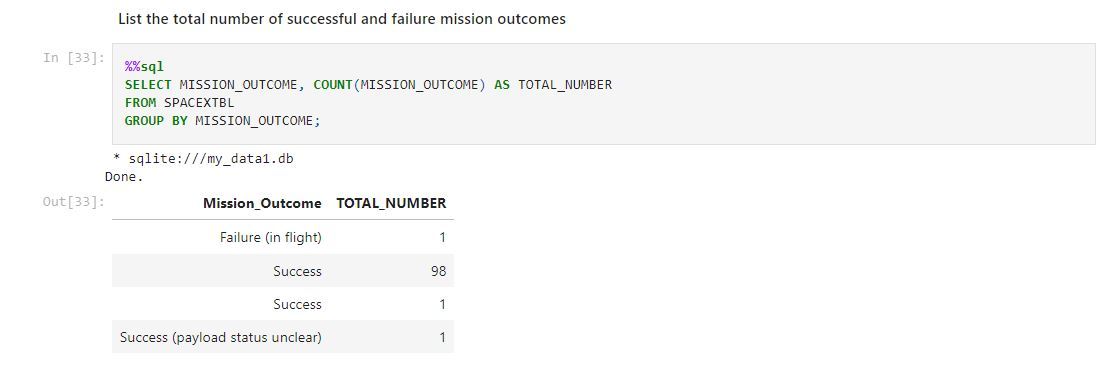 List the total number of successful and failure mission outcomes
In [33]:
%%sql
SELECT MISSION_OUTCOME, COUNT(MISSION_OUTCOME) AS TOTAL_NUMBER
FROM SPACEXTBL
GROUP BY MISSION_OUTCOME;
* sqlite:///my_data1.db
Done.
Out[33]:
Mission_Outcome TOTAL_NUMBER
Failure (in flight) 1
Success 98
Success 1
Success (payload status unclear) 1